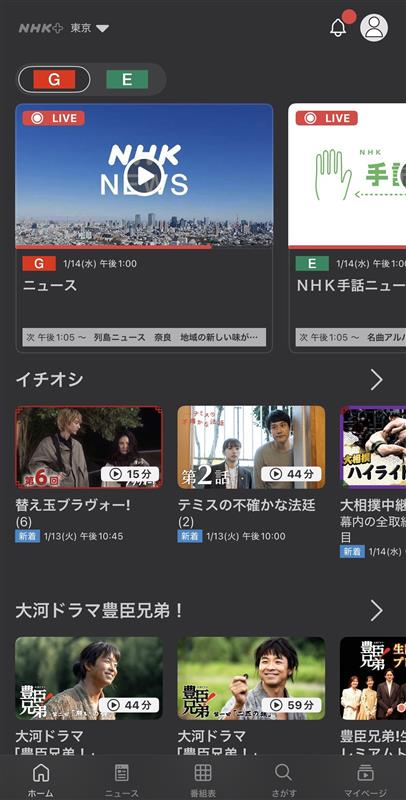 NHK+ 東京
G E
LIVE
NHK
NEWS
G 1/14(水) 午後1:00
ニュース
次 午後1:05 ～ 列島ニュース 奈良 地域の新しい味が…
LIVE
NHK
手話
E 1/14(水) 午後1:00
ＮＨＫ手話ニュー
次 午後1:05 ～ 名曲アル
イチオシ
第6回
15分
替え玉ブラヴォー！
(6)
新着 1/13(火) 午後10:45
テミスの不確かな法廷
第2話
44分
テミスの不確かな法廷
(2)
新着 1/13(火) 午後10:00
大相撲
ハイライ
大相撲中継
幕内の全取組
目
新着 1/14(水)
大河ドラマ豊臣兄弟！
豊臣兄弟!
44分
大河ドラマ
「豊臣兄弟！」
豊臣兄弟!
59分
大河ドラマ
「豊臣兄弟！」
豊臣兄弟!
豊臣兄弟!生
レミアムト
ホーム
ニュース
番組表
さがす
マイページ